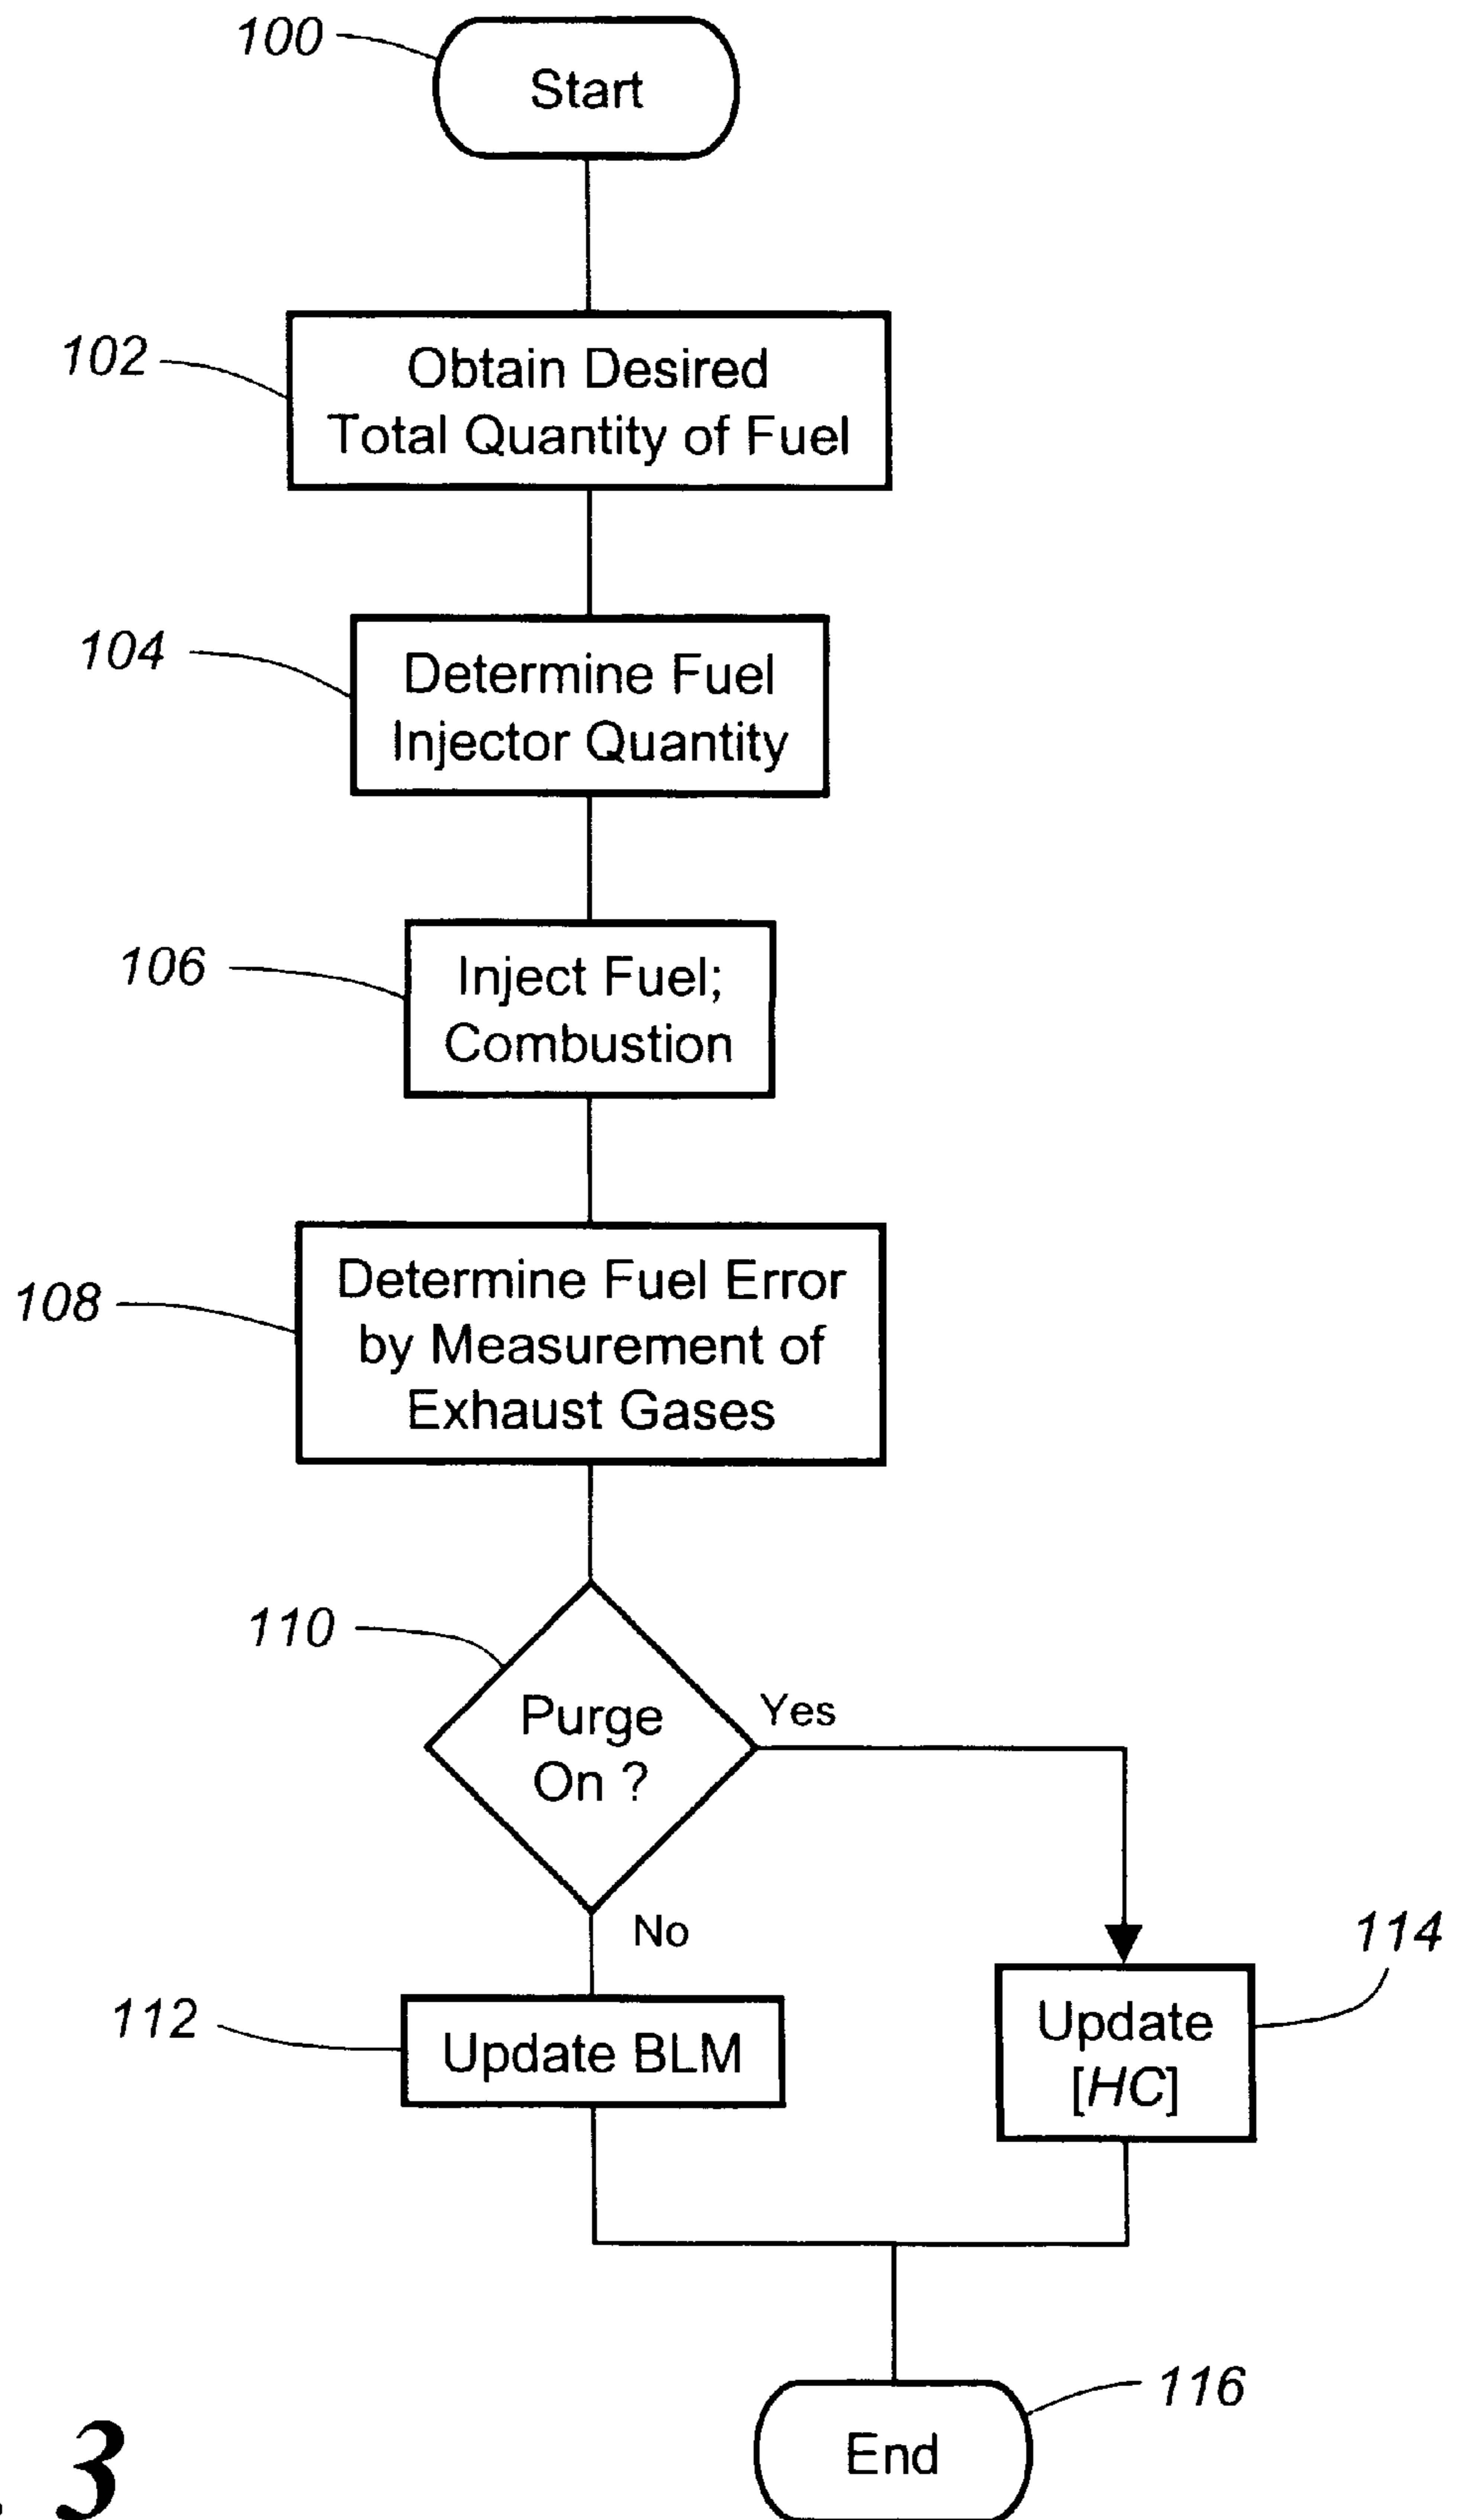 100
Start
102
Obtain Desired
Total Quantity of Fuel
104
Determine Fuel
Injector Quantity
106
Inject Fuel;
Combustion
108
Determine Fuel Error
by Measurement of
Exhaust Gases
110
Purge
On ?
Yes
No
114
112
Update BLM
Update
[HC]
116
End
3